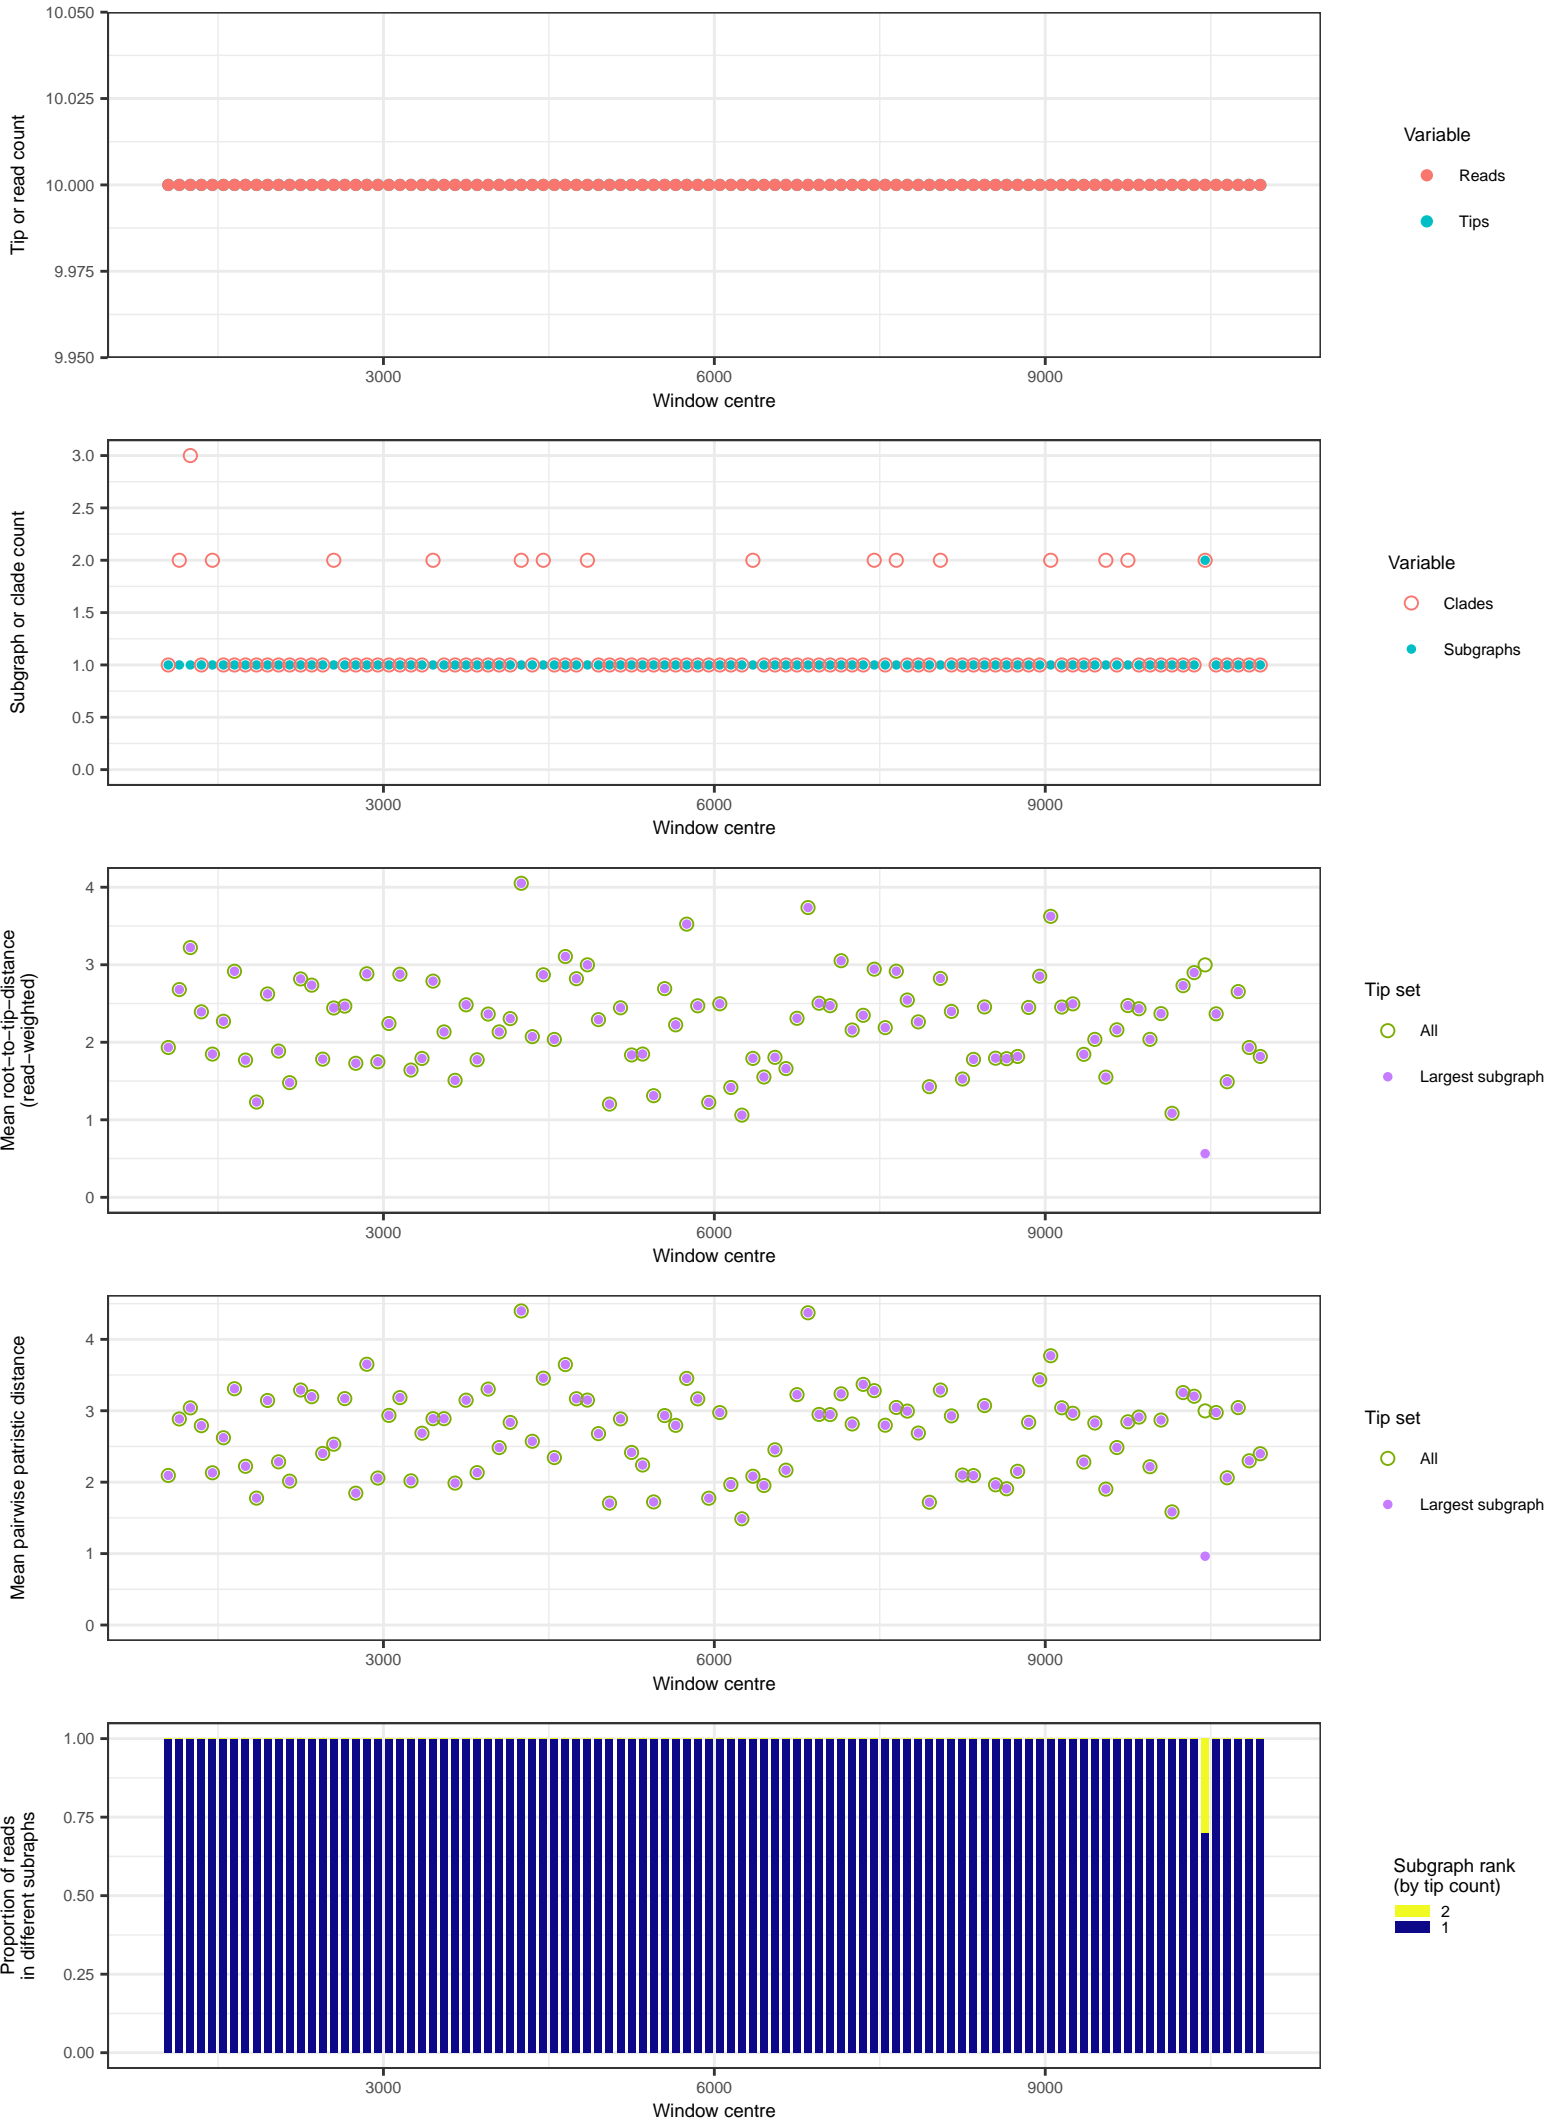 10.050
10.025
10.000
9.975
9.950
Tip or read count
3000 6000 9000
Window centre
Variable
Reads
Tips
3.0
2.5
2.0
1.5
1.0
0.5
0.0
Subgraph or clade count
3000 6000 9000
Window centre
Variable
Clades
Subgraphs
4
3
2
1
0
Mean root−to−tip−distance
(read−weighted)
3000 6000 9000
Window centre
Tip set
All
Largest subgraph
4
3
2
1
0
Mean pairwise patristic distance
3000 6000 9000
Window centre
Tip set
All
Largest subgraph
1.00
0.75
0.50
0.25
0.00
Proportion of reads
in different subraphs
3000 6000 9000
Window centre
Subgraph rank
(by tip count)
2
1